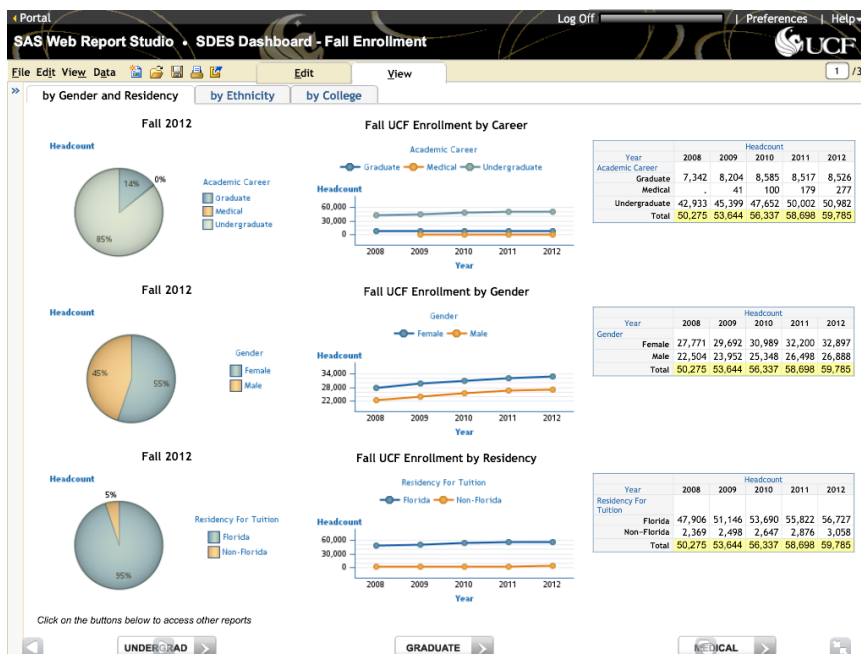 Portal
Log Off | Preferences | Help
SAS Web Report Studio • SDES Dashboard - Fall Enrollment
UCF
File Edit View Data
Edit
View
1 /3
»
by Gender and Residency
by Ethnicity
by College
Fall 2012
Headcount
14%
0%
85%
Academic Career
Graduate
Medical
Undergraduate
Fall UCF Enrollment by Career
Academic Career
Graduate Medical Undergraduate
Headcount
60,000
30,000
0
2008 2009 2010 2011 2012
Year
Headcount
Year 2008 2009 2010 2011 2012
Academic Career
Graduate 7,342 8,204 8,585 8,517 8,526
Medical . 41 100 179 277
Undergraduate 42,933 45,399 47,652 50,002 50,982
Total 50,275 53,644 56,337 58,698 59,785
Fall 2012
Headcount
45%
55%
Gender
Female
Male
Fall UCF Enrollment by Gender
Gender
Female Male
Headcount
34,000
28,000
22,000
2008 2009 2010 2011 2012
Year
Headcount
Year 2008 2009 2010 2011 2012
Gender
Female 27,771 29,692 30,989 32,200 32,897
Male 22,504 23,952 25,348 26,498 26,888
Total 50,275 53,644 56,337 58,698 59,785
Fall 2012
Headcount
5%
95%
Residency For Tuition
Florida
Non-Florida
Fall UCF Enrollment by Residency
Residency For Tuition
Florida Non-Florida
Headcount
60,000
30,000
0
2008 2009 2010 2011 2012
Year
Headcount
Year 2008 2009 2010 2011 2012
Residency For
Tuition
Florida 47,906 51,146 53,690 55,822 56,727
Non-Florida 2,369 2,498 2,647 2,876 3,058
Total 50,275 53,644 56,337 58,698 59,785
Click on the buttons below to access other reports
UNDERGRAD
GRADUATE
MEDICAL